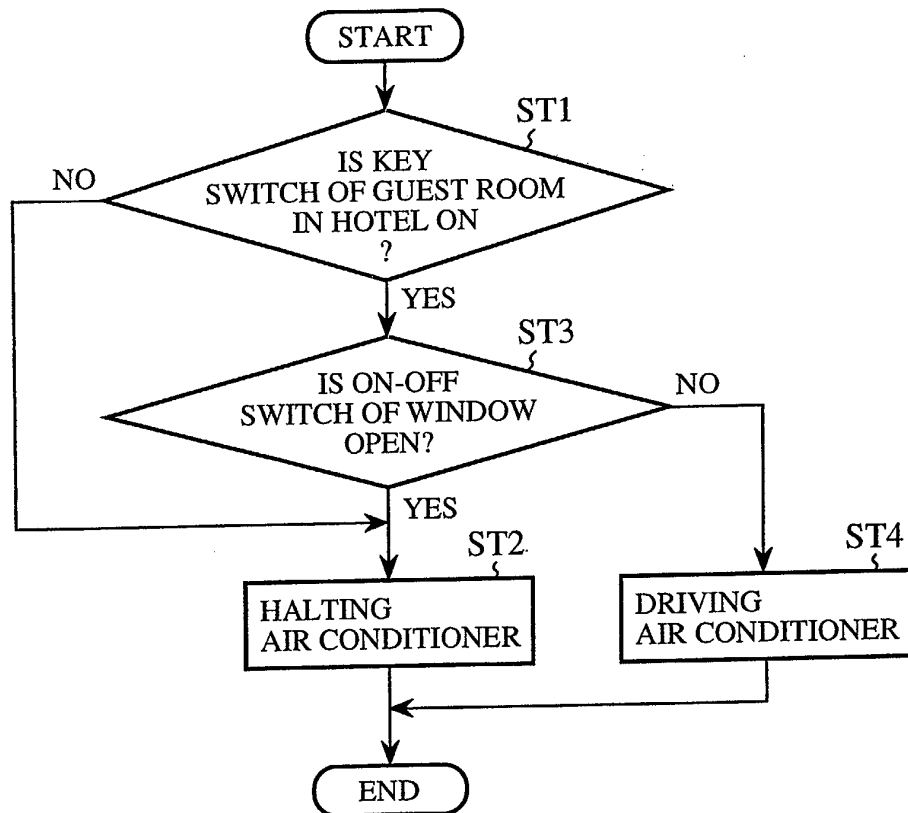 START
ST1
IS KEY
SWITCH OF GUEST ROOM
IN HOTEL ON
?
NO
YES
ST3
IS ON-OFF
SWITCH OF WINDOW
OPEN?
NO
YES
ST2
HALTING
AIR CONDITIONER
ST4
DRIVING
AIR CONDITIONER
END